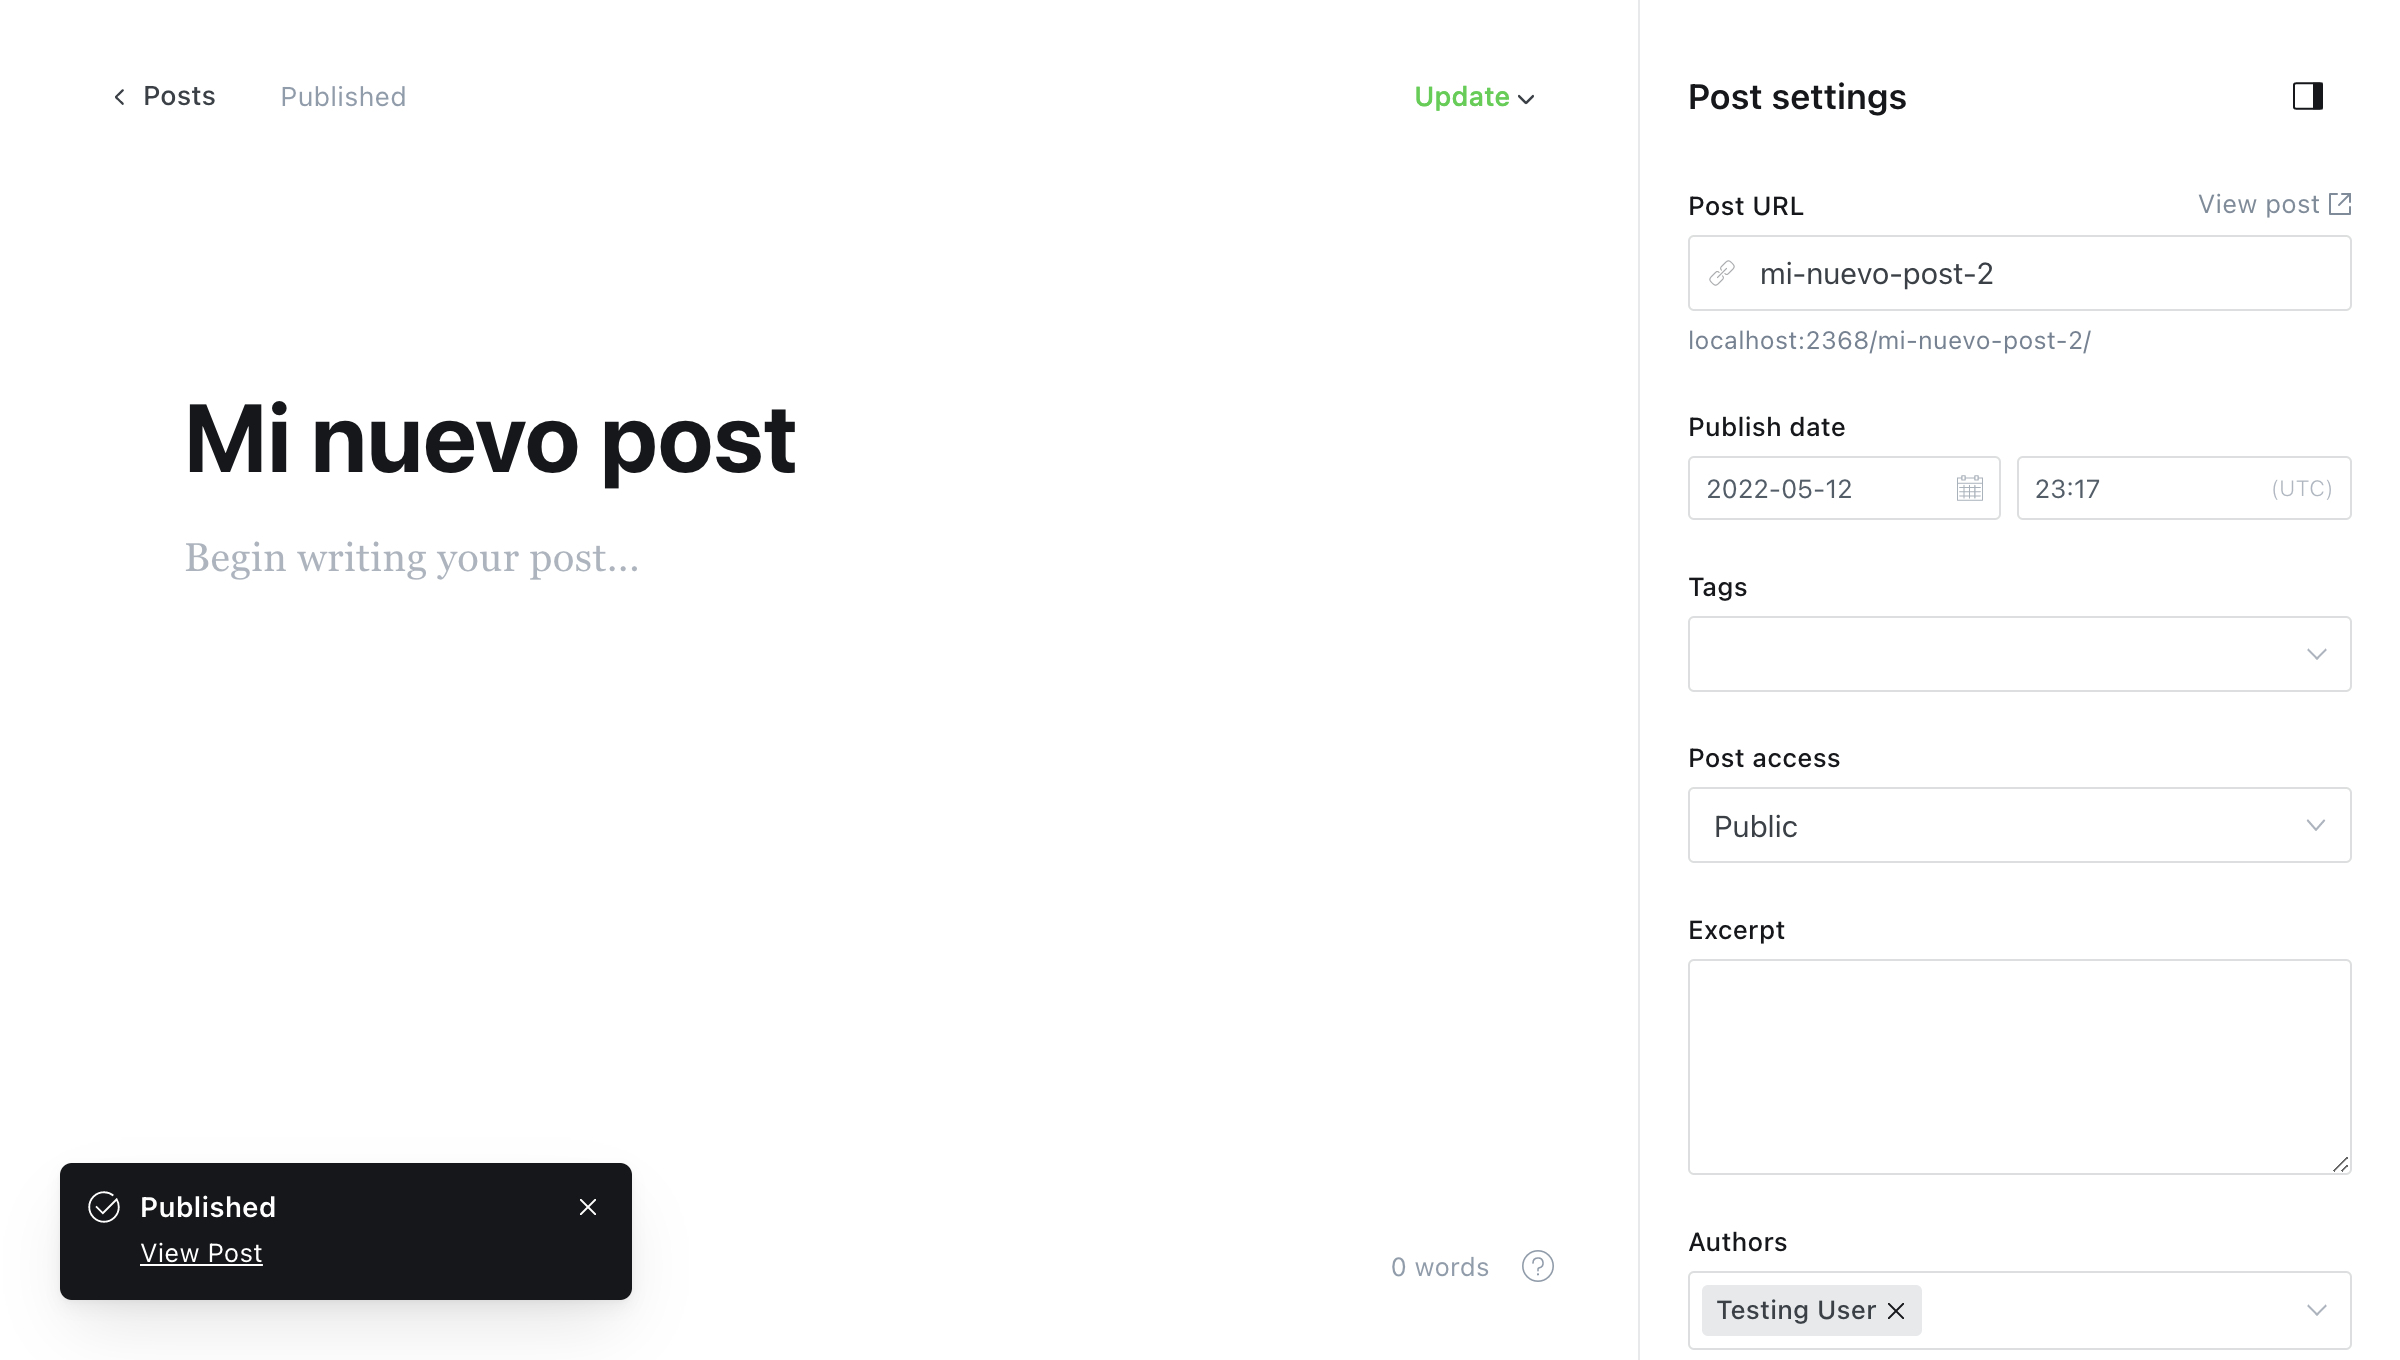 Posts
Published
Update
Mi nuevo post
Begin writing your post...
Published
View Post
0 words
?
Post settings
Post URL
View post
mi-nuevo-post-2
localhost:2368/mi-nuevo-post-2/
Publish date
2022-05-12
23:17
(UTC)
Tags
Post access
Public
Excerpt
Authors
Testing User